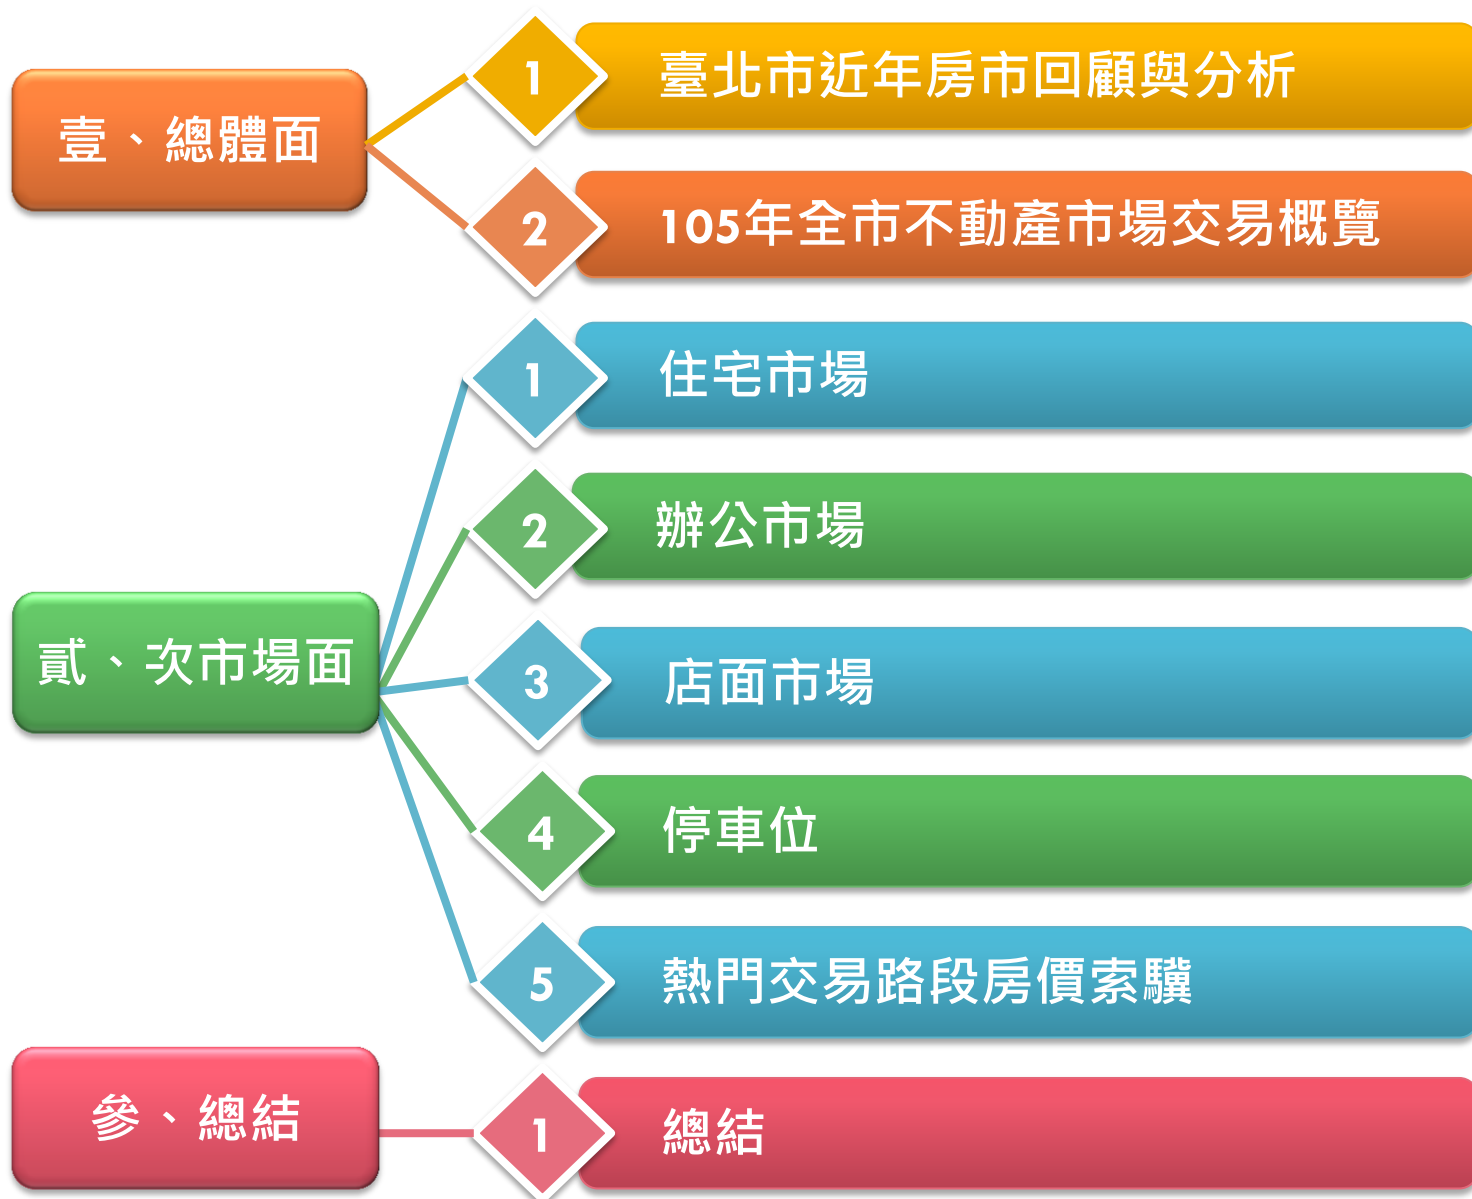 壹、總體面
1
臺北市近年房市回顧與分析
2
105年全市不動產市場交易概覽
貳、次市場面
1
住宅市場
2
辦公市場
3
店面市場
4
停車位
5
熱門交易路段房價索驥
參、總結
1
總結